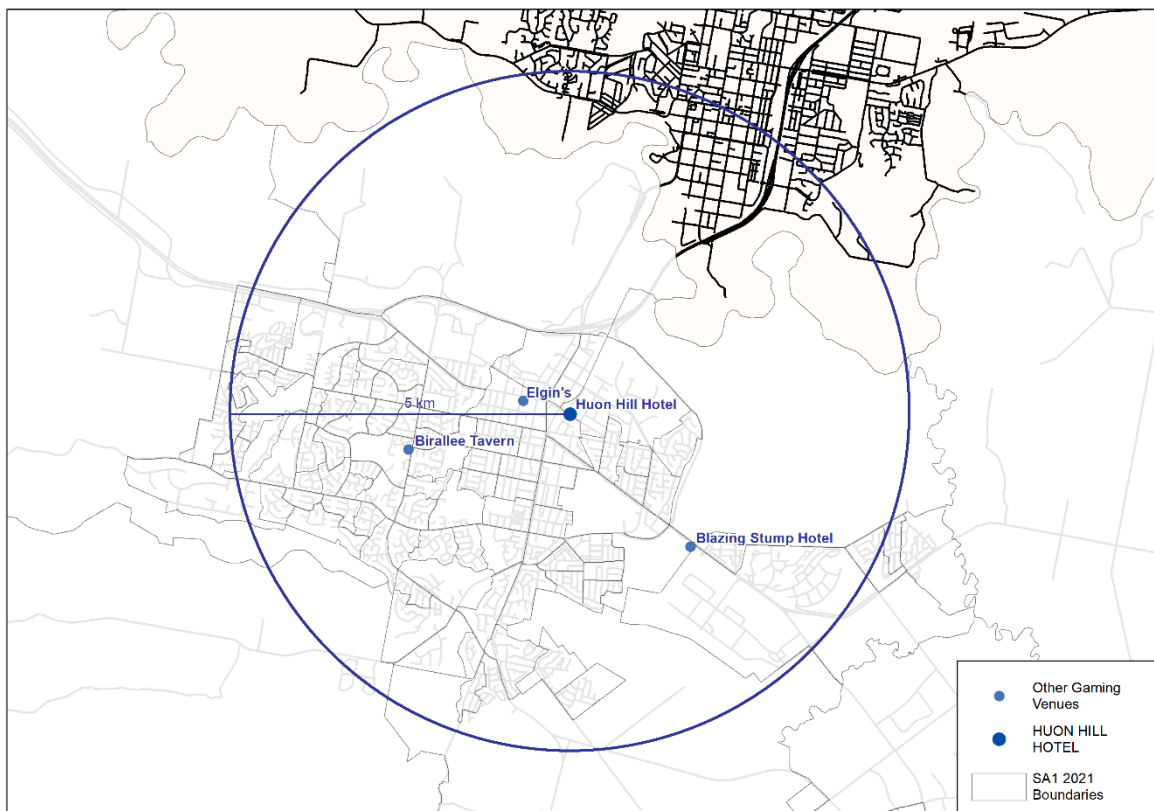 Elgin's
Huon Hill Hotel
5 km
Birallee Tavern
Blazing Stump Hotel
Other Gaming
Venues
HUON HILL
HOTEL
SA1 2021
Boundaries